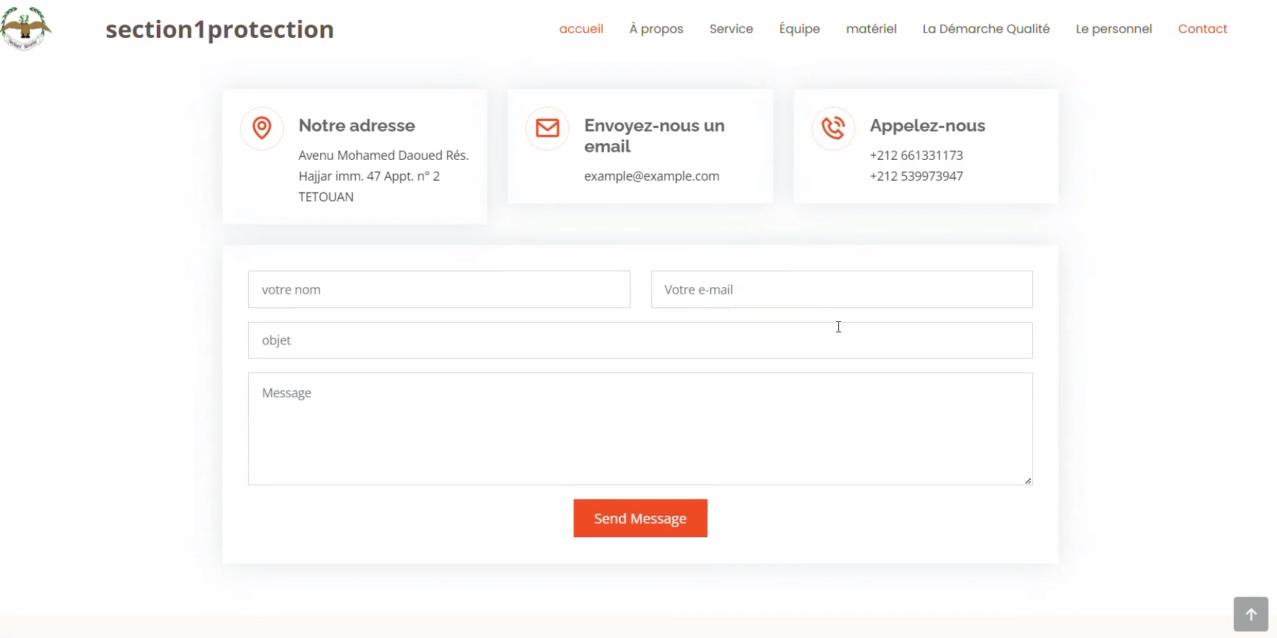 section1protection
accueil À propos Service Équipe matériel La Démarche Qualité Le personnel Contact
Notre adresse
Avenu Mohamed Daoued Rés.
Hajjar imm. 47 Appt. n° 2
TETOUAN
Envoyez-nous un
email
example@example.com
Appelez-nous
+212 661331173
+212 539973947
votre nom
Votre e-mail
objet
Message
Send Message